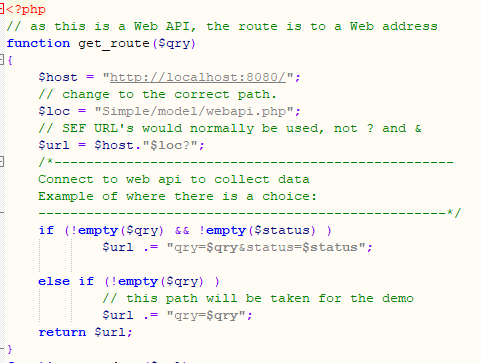 <?php
// as this is a Web API, the route is to a Web address
function get_route($qry)
{
$host = "http://localhost:8080/";
// change to the correct path.
$loc = "Simple/model/webapi.php";
// SEF URL's would normally be used, not ? and &
$url = $host."$loc?";
/*--------------------------------------------------
Connect to web api to collect data
Example of where there is a choice:
---------------------------------------------------*/
if (!empty($qry) && !empty($status) )
$url .= "qry=$qry&status=$status";
else if (!empty($qry) )
// this path will be taken for the demo
$url .= "qry=$qry";
return $url;
}